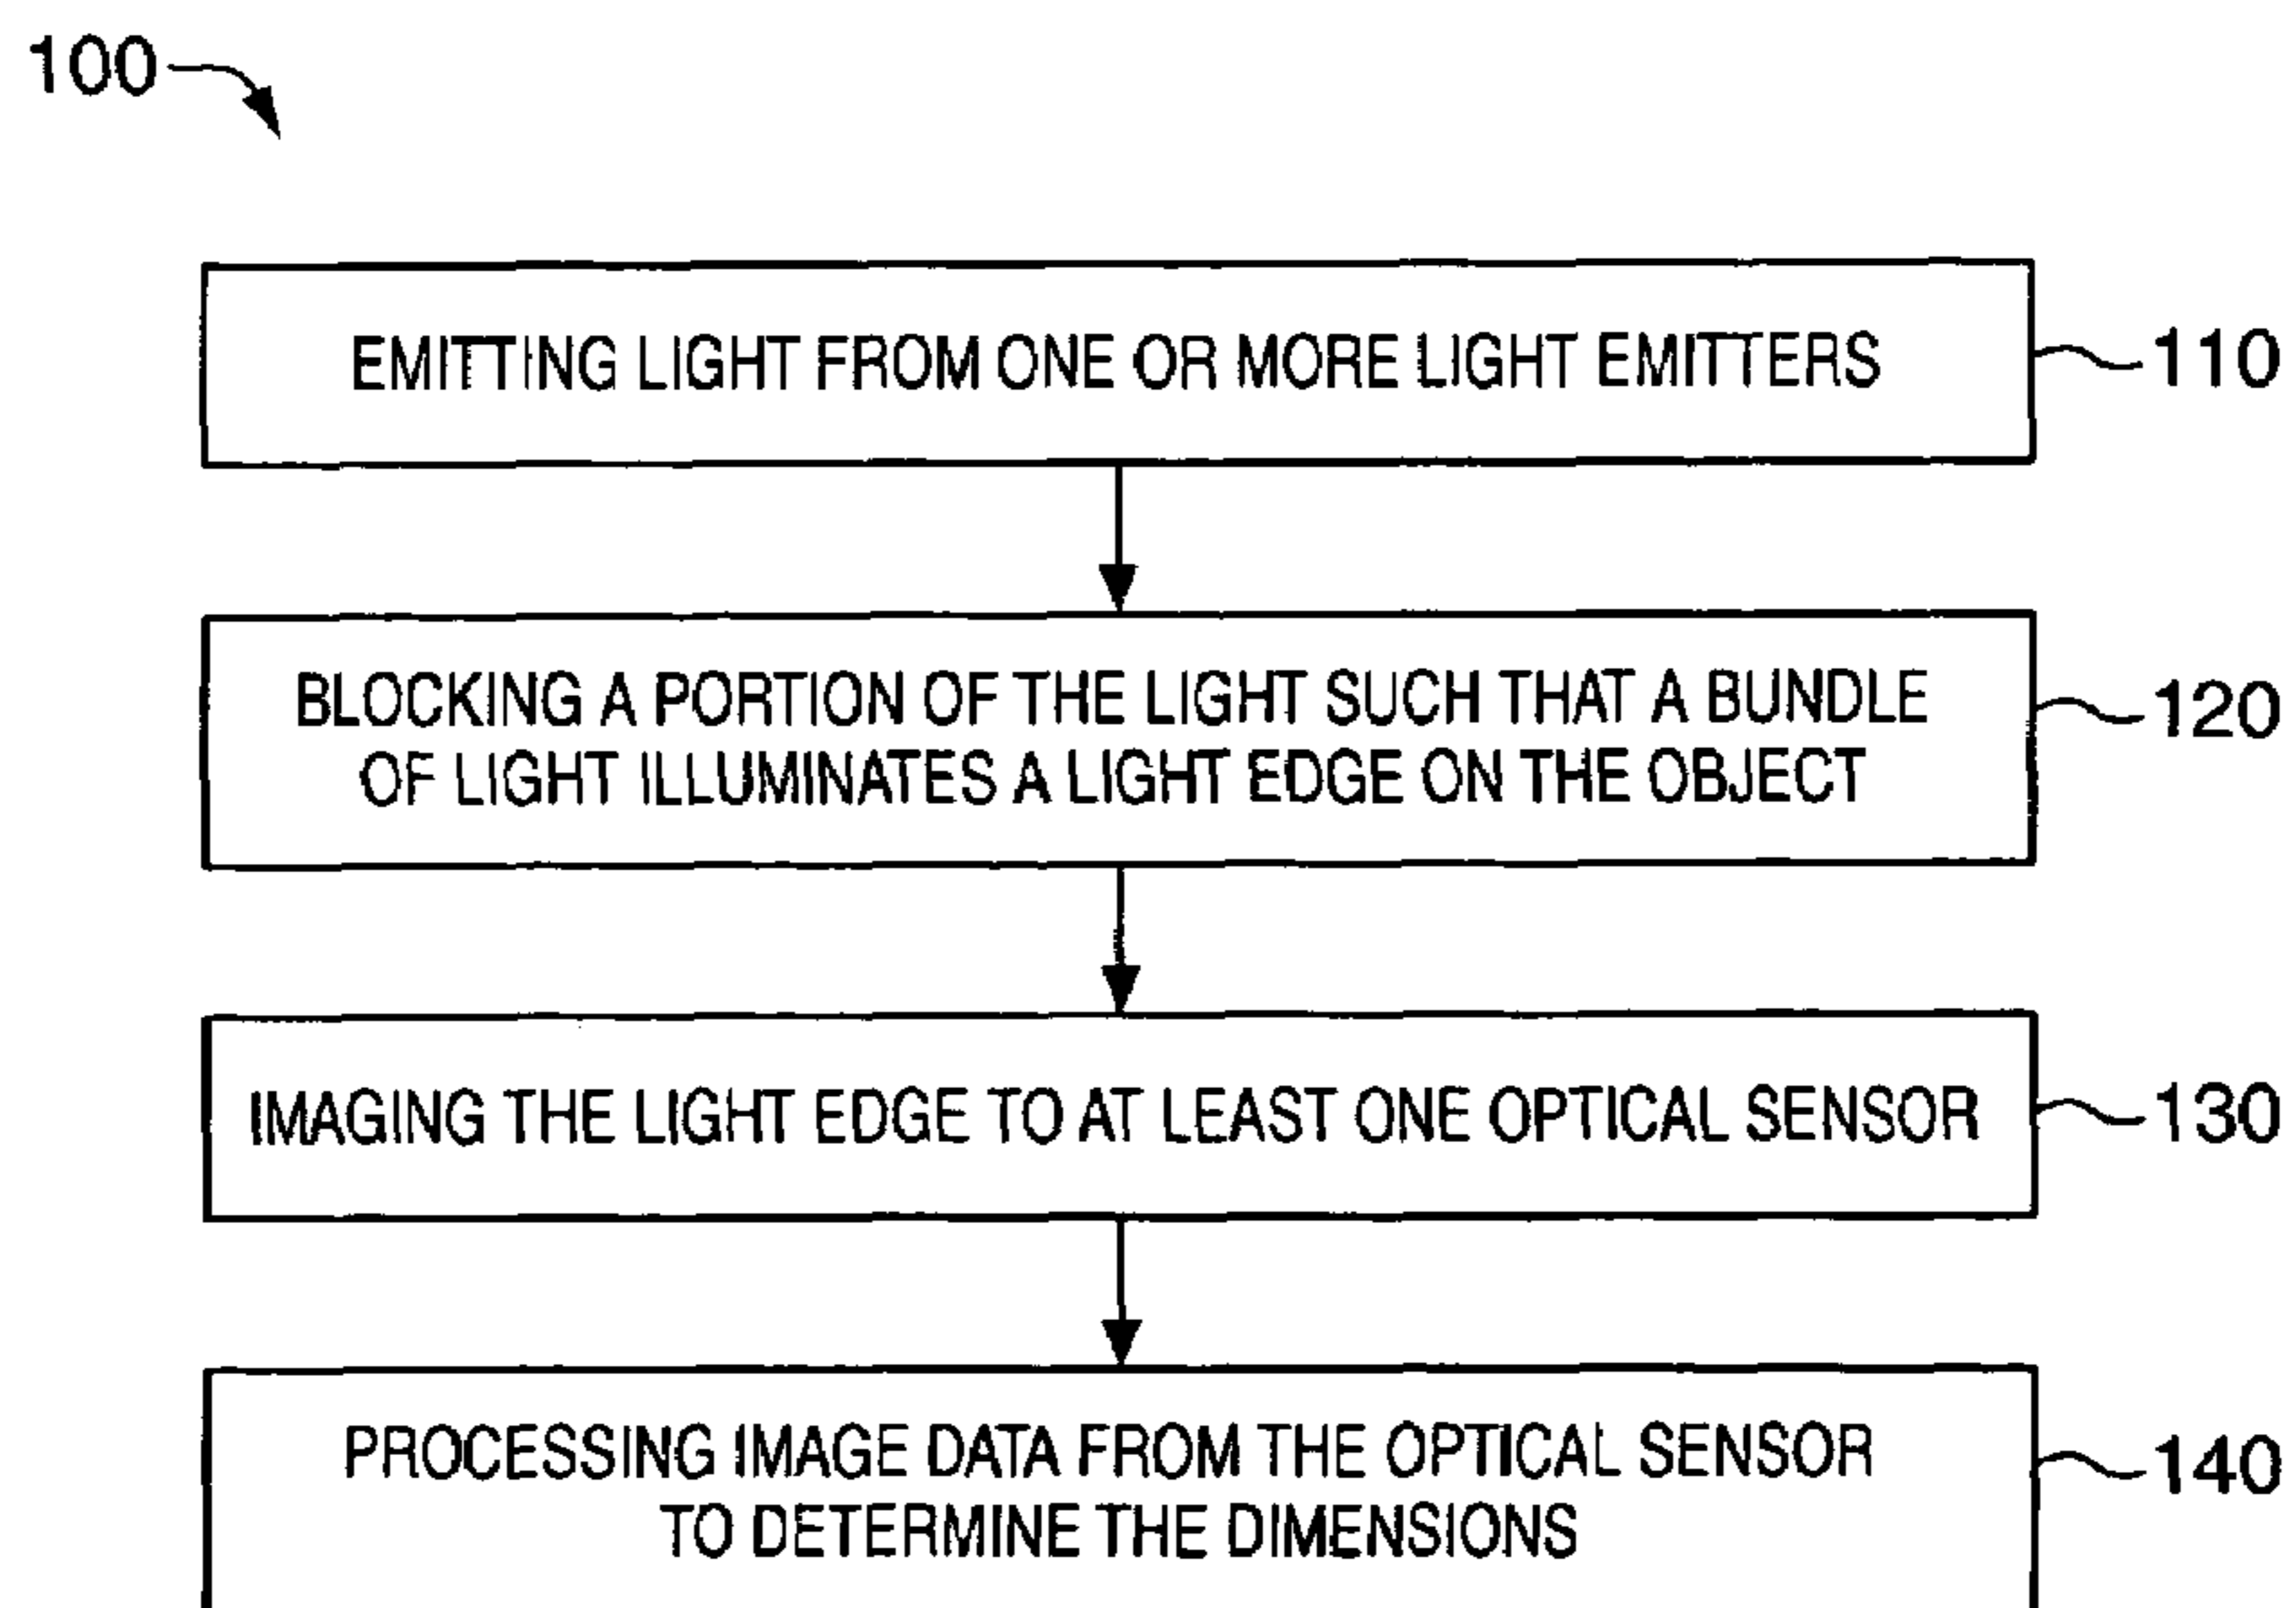 100
EMITTING LIGHT FROM ONE OR MORE LIGHT EMITTERS
110
BLOCKING A PORTION OF THE LIGHT SUCH THAT A BUNDLE
OF LIGHT ILLUMINATES A LIGHT EDGE ON THE OBJECT
120
IMAGING THE LIGHT EDGE TO AT LEAST ONE OPTICAL SENSOR
130
PROCESSING IMAGE DATA FROM THE OPTICAL SENSOR
TO DETERMINE THE DIMENSIONS
140